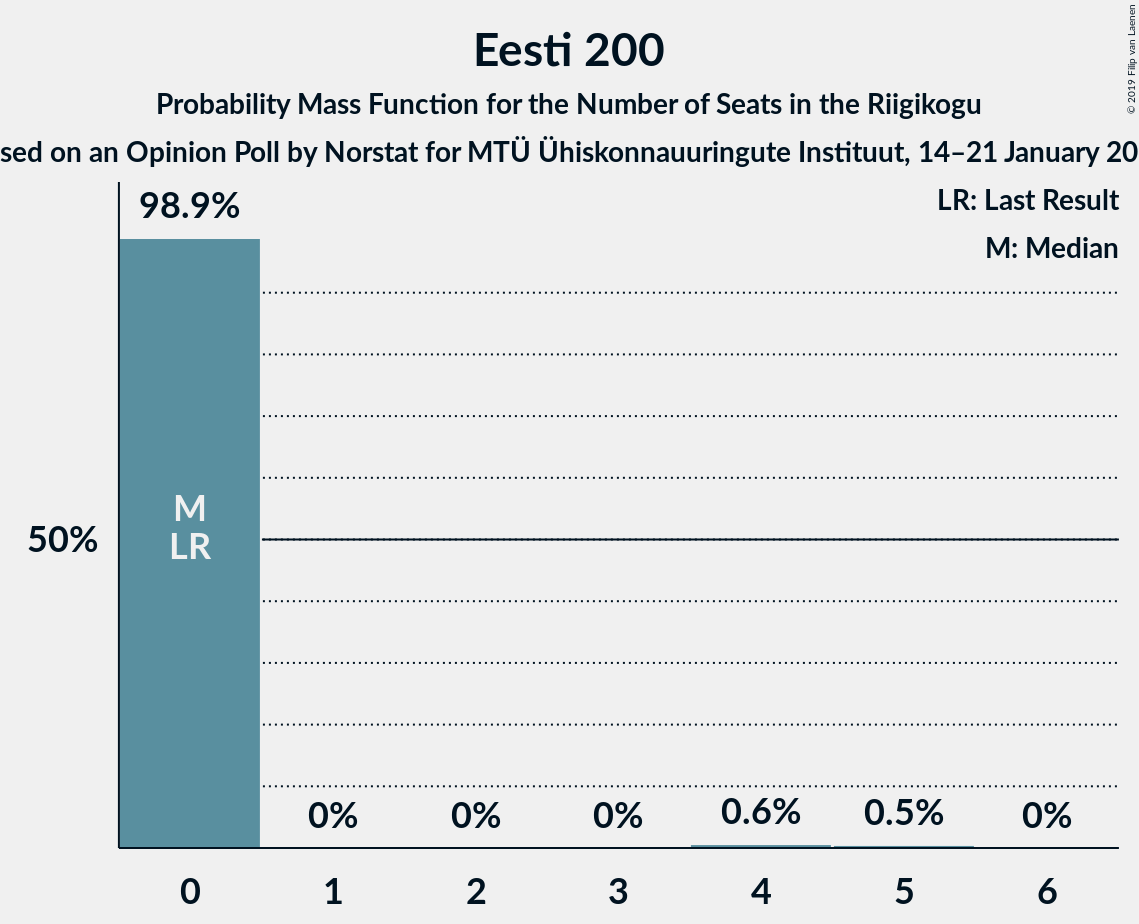 Eesti 200
Probability Mass Function for the Number of Seats in the Riigikogu
sed on an Opinion Poll by Norstat for MTÜ Ühiskonnauuringute Instituut, 14–21 January 20
© 2019 Filip van Laenen
LR: Last Result
M: Median
98.9%
M
LR
50%
0% 0% 0% 0.6% 0.5% 0%
0 1 2 3 4 5 6